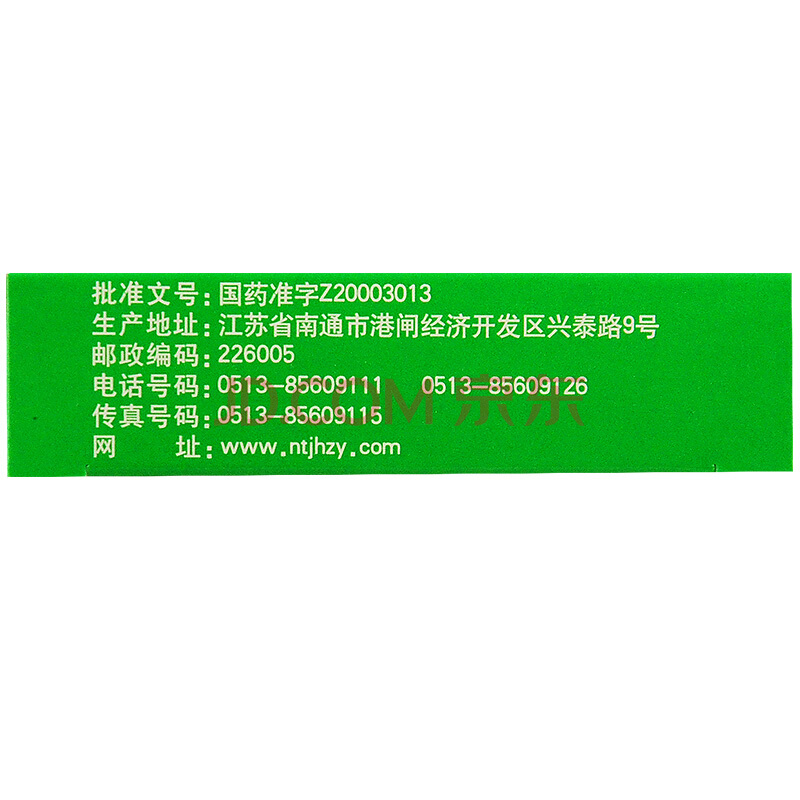 批准文号：国药准字Z20003013
生产地址：江苏省南通市港闸经济开发区兴泰路9号
邮政编码：226005
电话号码：0513-85609111 0513-85609126
JD.COM 京东
传真号码：0513-85609115
网 址：www.ntjhzy.com